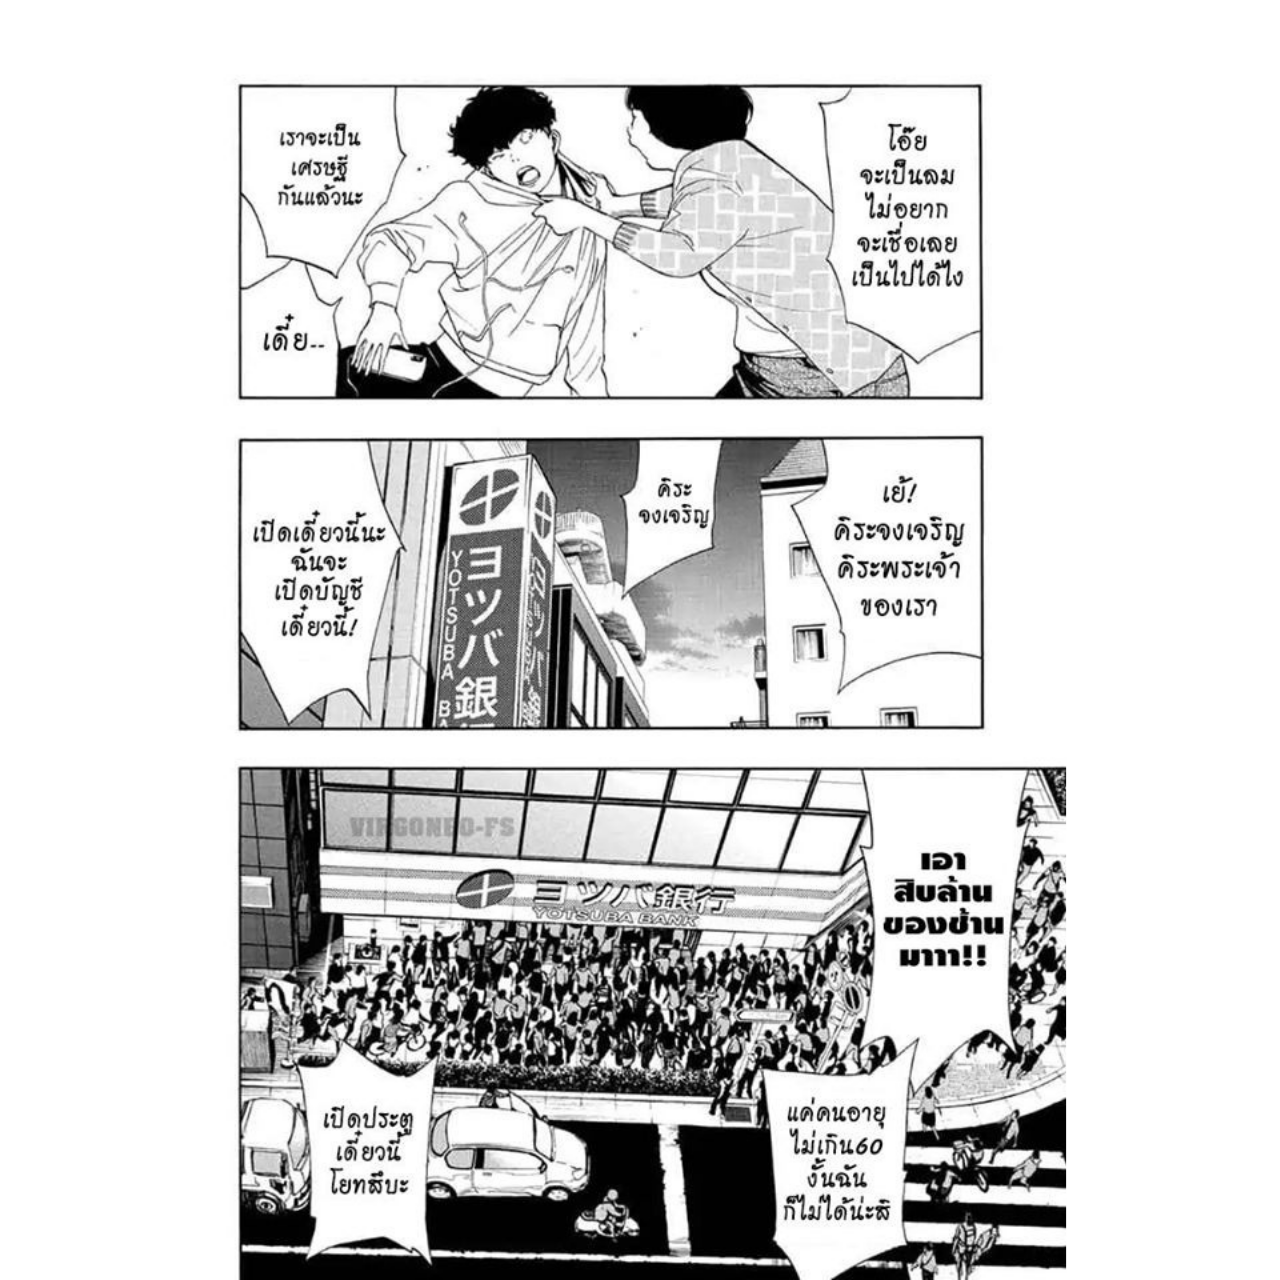 โอ๊ย
จะเป็นลม
ไม่อยาก
จะเชื่อเลย
เป็นไปได้ไง
เราจะเป็น
เศรษฐี
กันแล้วนะ
เดี๋ย--
เย้!
คิระจงเจริญ
คิระพระเจ้า
ของเรา
คิระ
จงเจริญ
เปิดเดี๋ยวนี้นะ
ฉันจะ
เปิดบัญชี
เดี๋ยวนี้!
ヨツバ銀
YOTSUBA BA
เอา
สิบล้าน
ของช้าน
มาาา!!
VIRGONEO-FS
ヨツバ銀行
YOTSUBA BANK
แค่คนอายุ
ไม่เกิน60
งั้นฉัน
ก็ไม่ได้น่ะสิ
เปิดประตู
เดี๋ยวนี้
โยทสึบะ